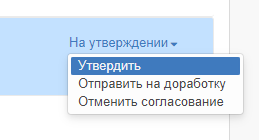 На утверждении
Утвердить
Отправить на доработку
Отменить согласование